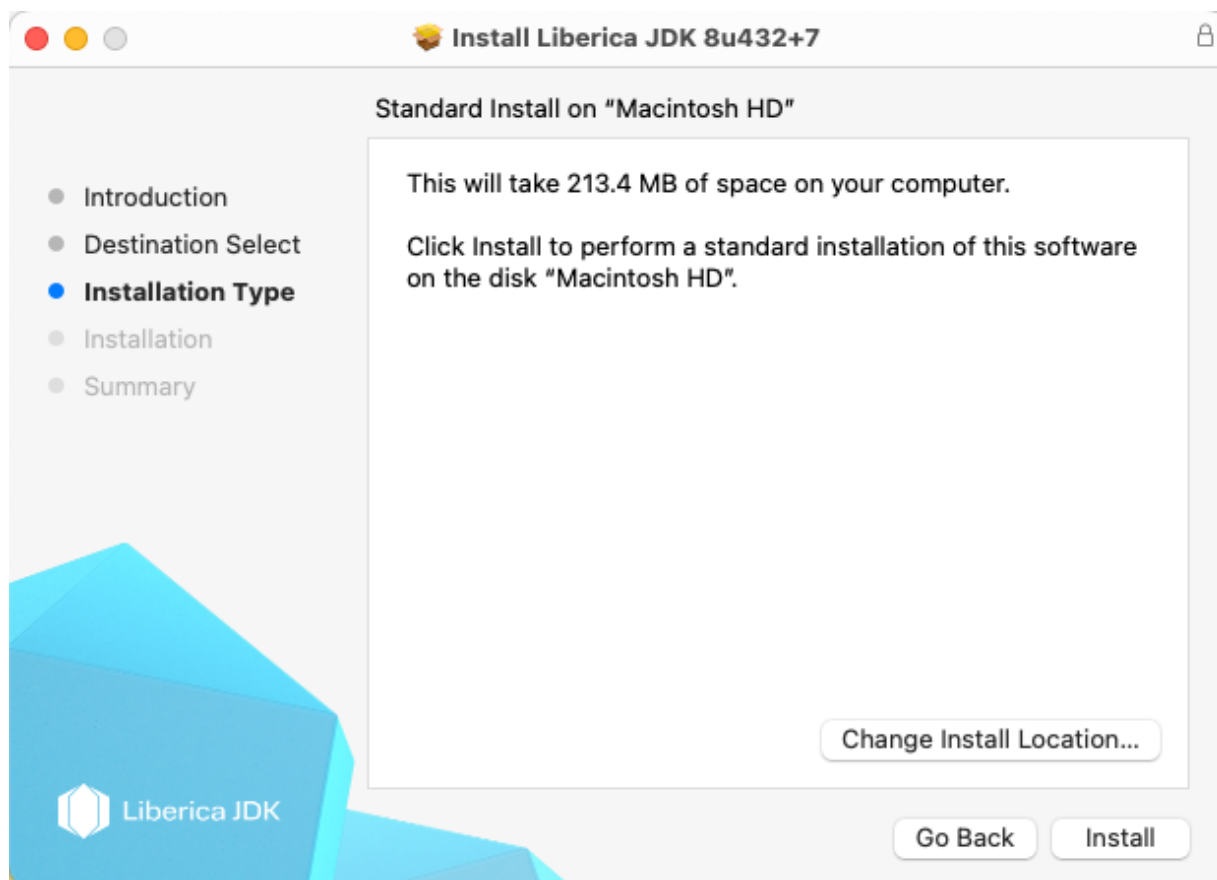 Install Liberica JDK 8u432+7
Standard Install on “Macintosh HD”
Introduction
Destination Select
Installation Type
Installation
Summary
This will take 213.4 MB of space on your computer.
Click Install to perform a standard installation of this software
on the disk “Macintosh HD”.
Change Install Location...
Liberica JDK
Go Back
Install